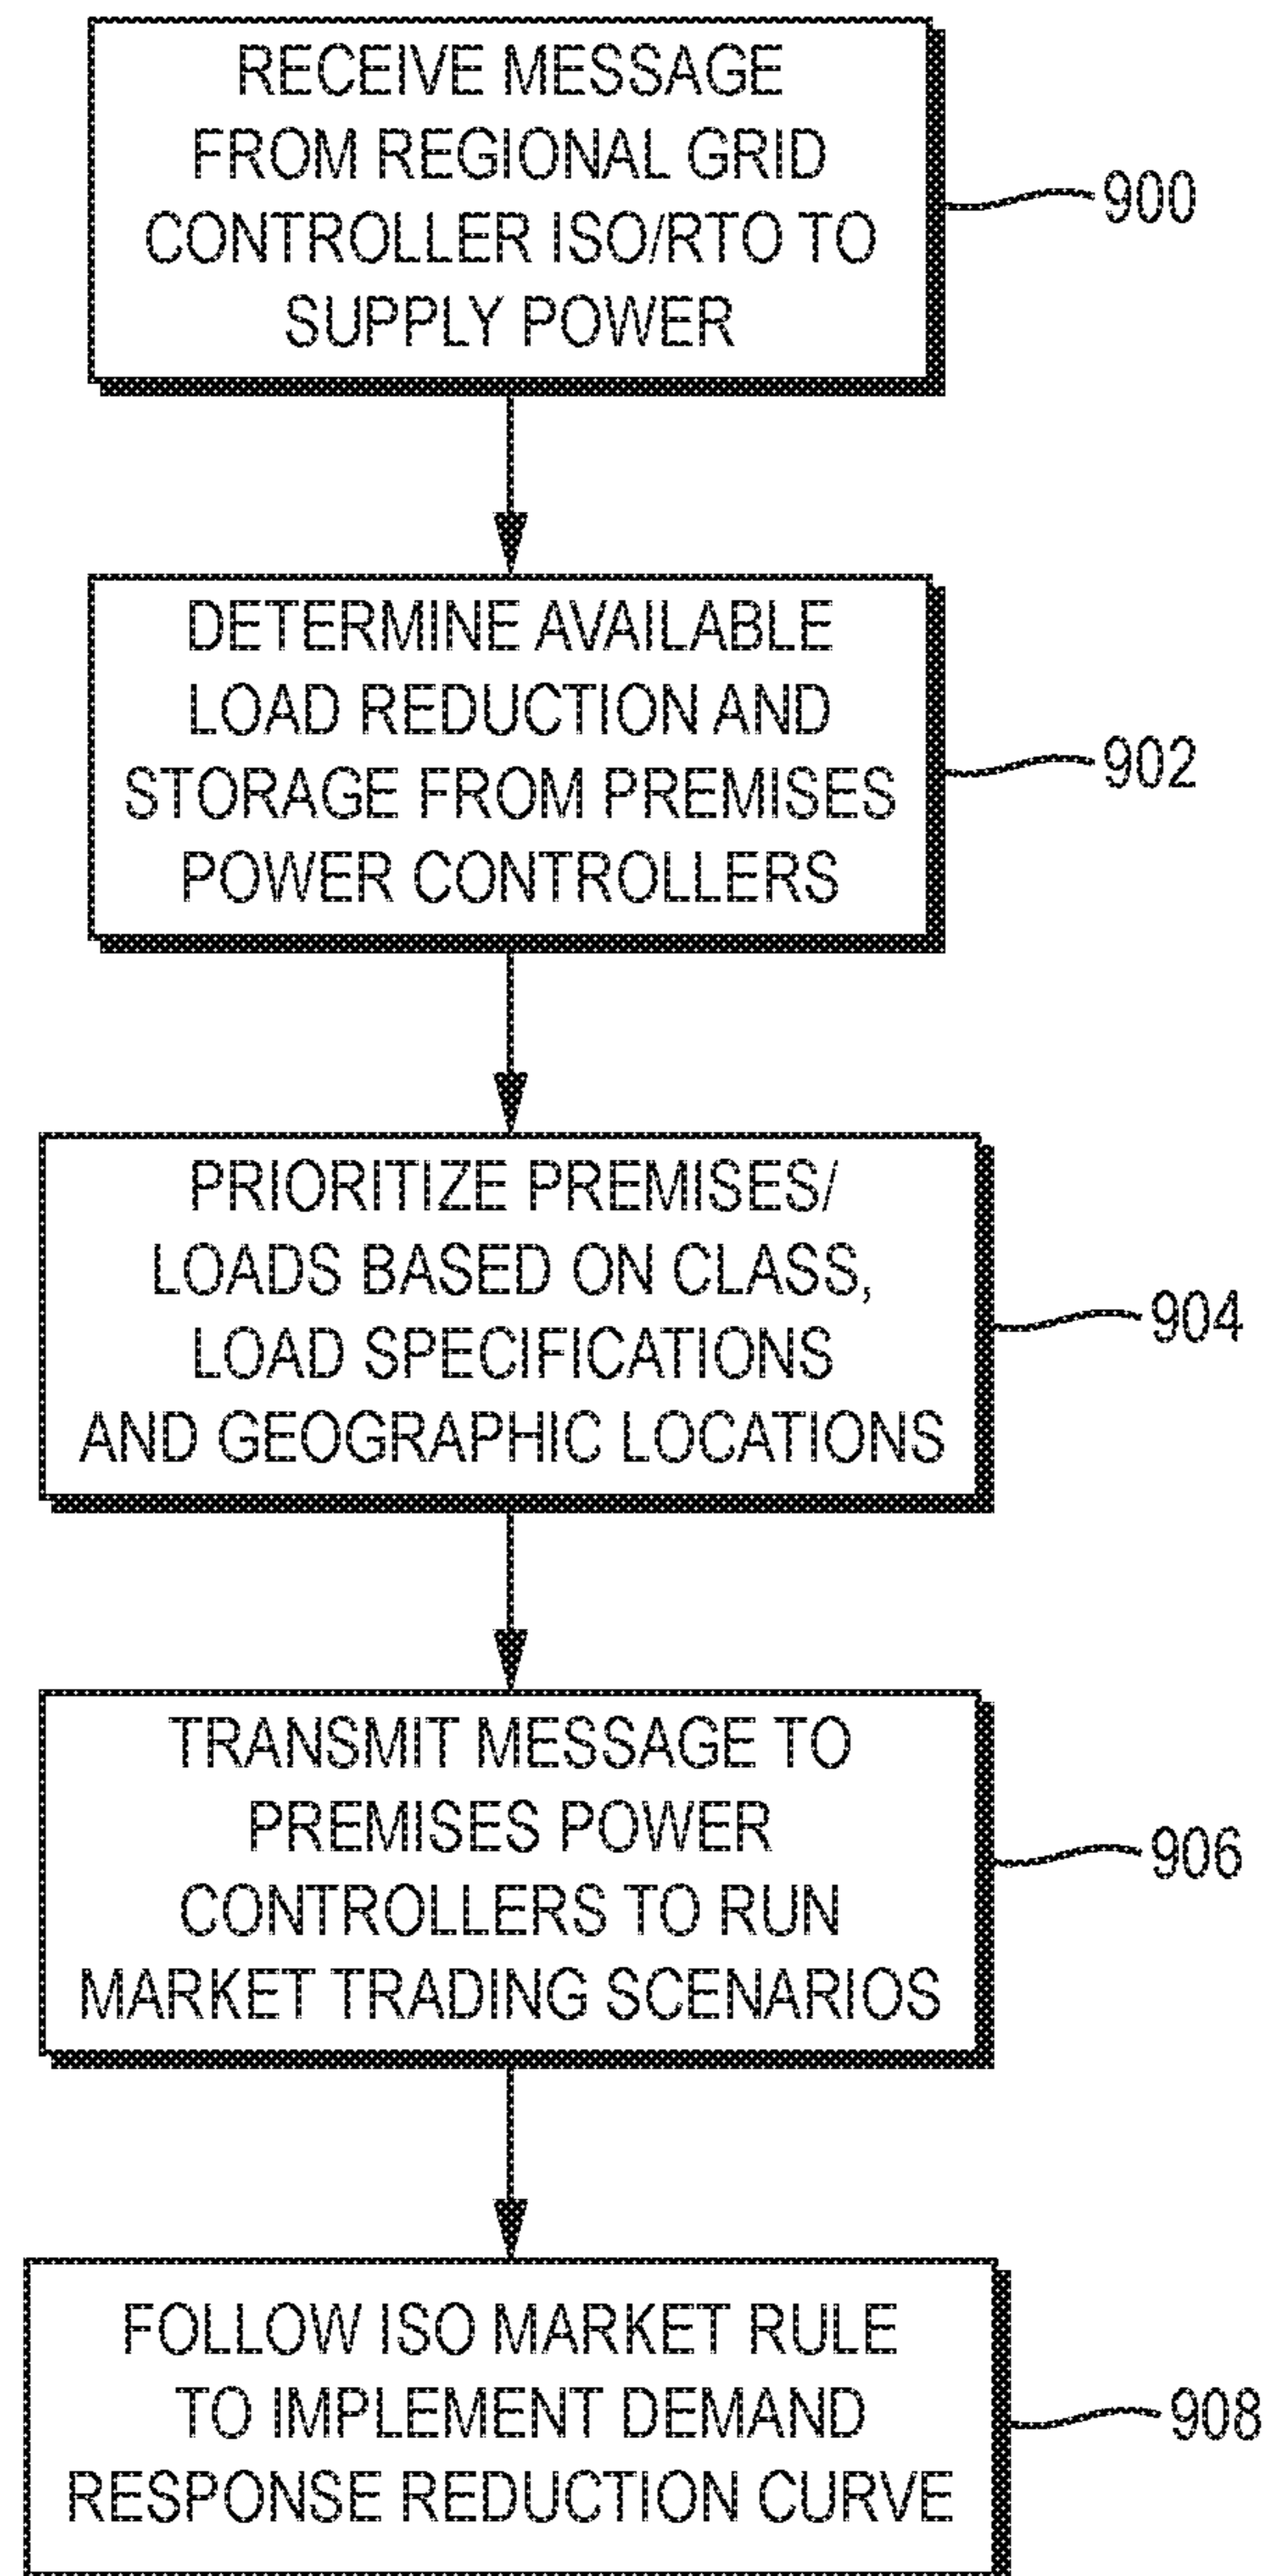 RECEIVE MESSAGE
FROM REGIONAL GRID
CONTROLLER ISO/RTO TO
SUPPLY POWER
900
DETERMINE AVAILABLE
LOAD REDUCTION AND
STORAGE FROM PREMISES
POWER CONTROLLERS
902
PRIORITIZE PREMISES/
LOADS BASED ON CLASS,
LOAD SPECIFICATIONS
AND GEOGRAPHIC LOCATIONS
904
TRANSMIT MESSAGE TO
PREMISES POWER
CONTROLLERS TO RUN
MARKET TRADING SCENARIOS
906
FOLLOW ISO MARKET RULE
TO IMPLEMENT DEMAND
RESPONSE REDUCTION CURVE
908